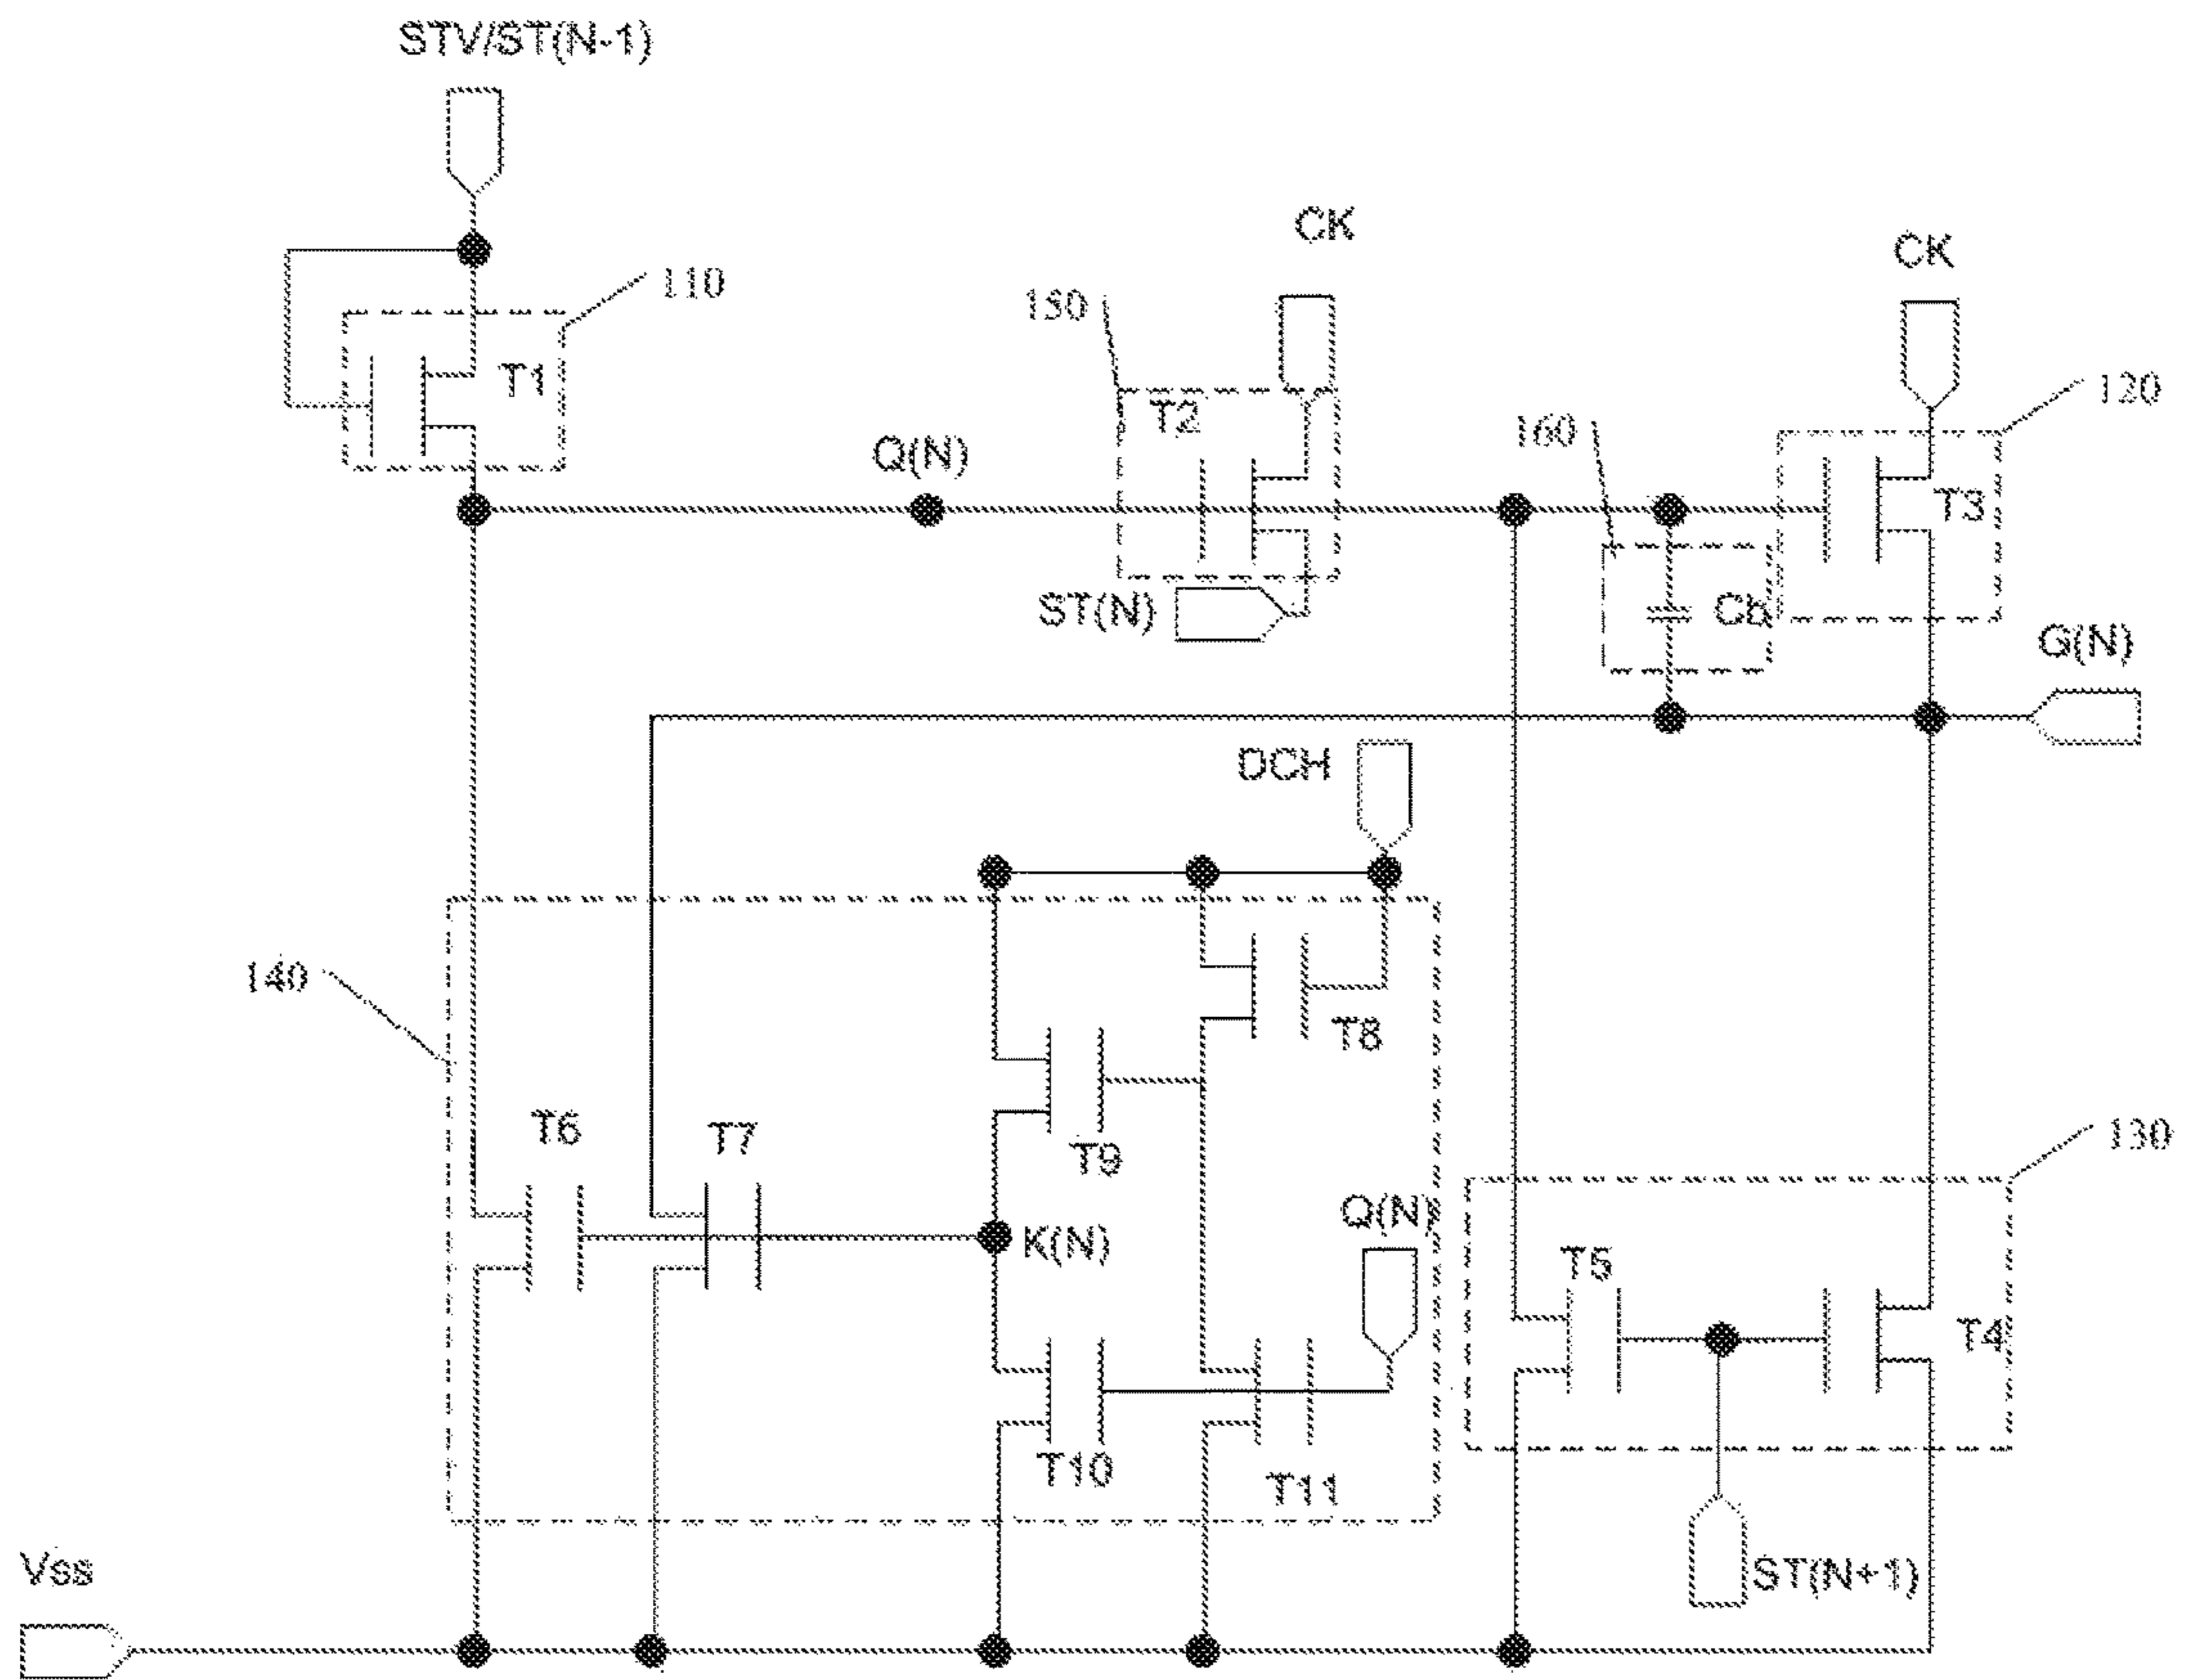 STV/ST(N-1)
CK
CK
110
150
T1
120
T2
160
Q(N)
T3
ST(N)
Cb
G(N)
DCH
140
T8
T6
T7
T9
130
Q(N)
K(N)
T5
T4
T10
T11
Vss
ST(N+1)